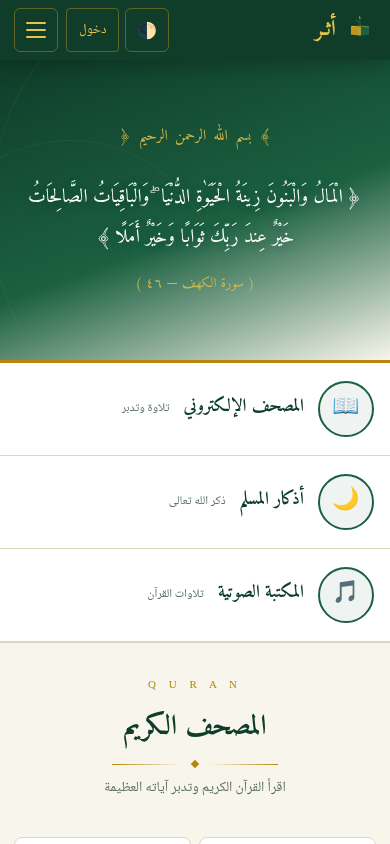 أثر
دخول
﴿ بسم الله الرحمن الرحيم ﴾
﴿ الْمَالُ وَالْبَنُونَ زِينَةُ الْحَيَوٰةِ الدُّنْيَا ۖ وَالْبَاقِيَاتُ الصَّالِحَاتُ
خَيْرٌ عِندَ رَبِّكَ ثَوَابًا وَخَيْرٌ أَمَلًا ﴾
( سورة الكهف — ٤٦ )
المصحف الإلكتروني تلاوة وتدبر
أذكار المسلم ذكر الله تعالى
المكتبة الصوتية تلاوات القرآن
QURAN
المصحف الكريم
اقرأ القرآن الكريم وتدبر آياته العظيمة